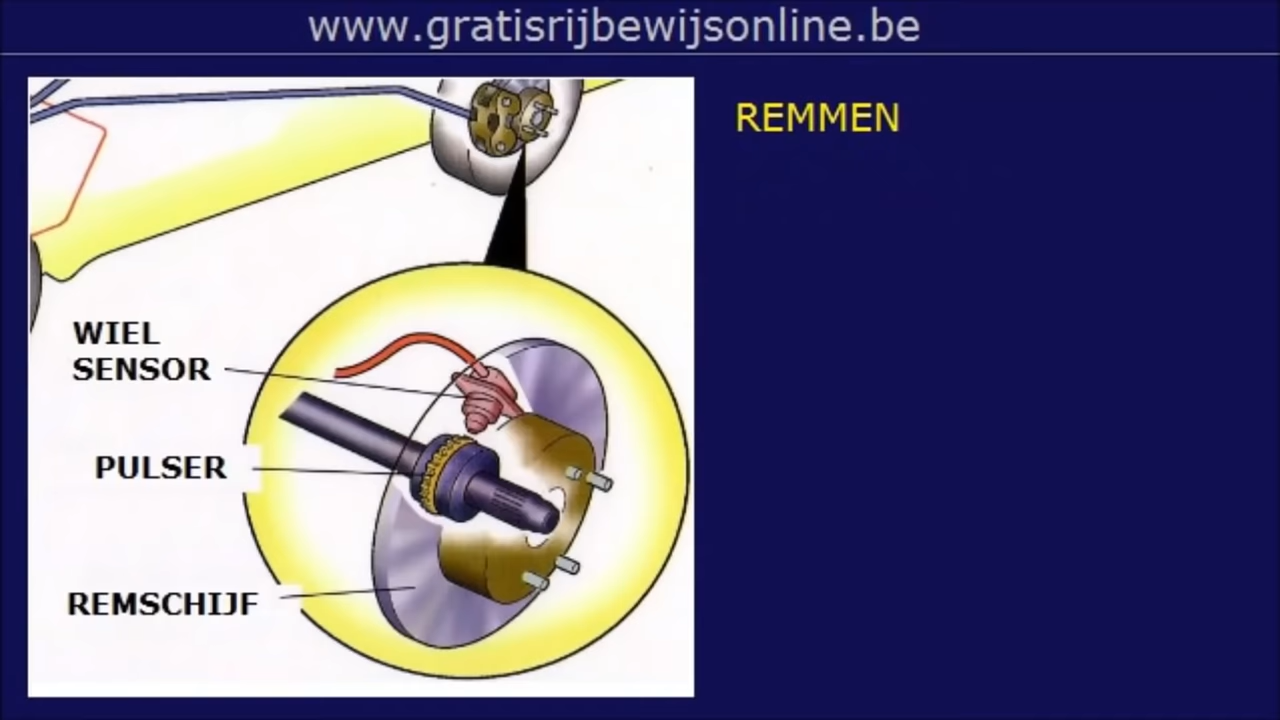 www.gratisrijbewijsonline.be
REMMEN
WIEL
SENSOR
PULSER
REMSCHIJF